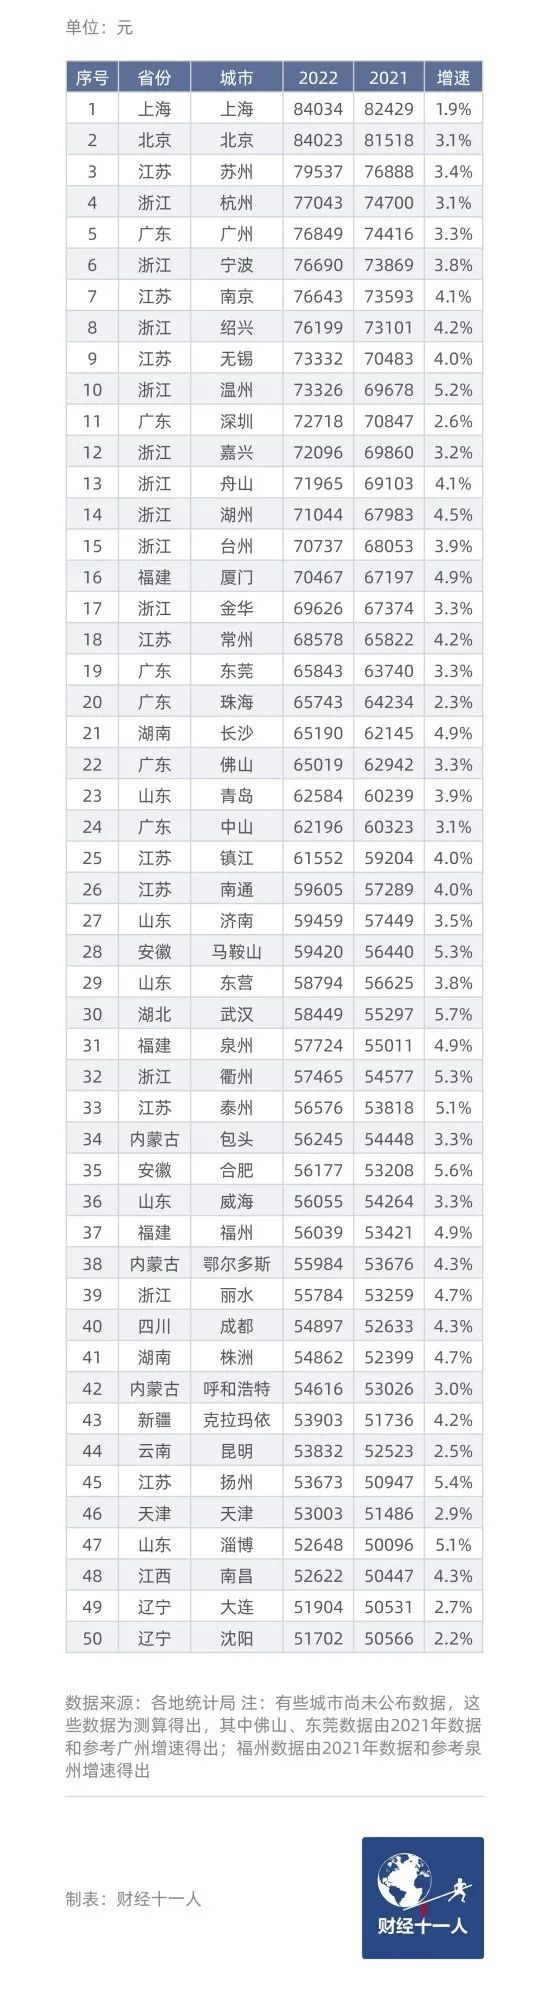 单位：元
序号 省份 城市 2022 2021 增速
1 上海 上海 84034 82429 1.9%
2 北京 北京 84023 81518 3.1%
3 江苏 苏州 79537 76888 3.4%
4 浙江 杭州 77043 74700 3.1%
5 广东 广州 76849 74416 3.3%
6 浙江 宁波 76690 73869 3.8%
7 江苏 南京 76643 73593 4.1%
8 浙江 绍兴 76199 73101 4.2%
9 江苏 无锡 73332 70483 4.0%
10 浙江 温州 73326 69678 5.2%
11 广东 深圳 72718 70847 2.6%
12 浙江 嘉兴 72096 69860 3.2%
13 浙江 舟山 71965 69103 4.1%
14 浙江 湖州 71044 67983 4.5%
15 浙江 台州 70737 68053 3.9%
16 福建 厦门 70467 67197 4.9%
17 浙江 金华 69626 67374 3.3%
18 江苏 常州 68578 65822 4.2%
19 广东 东莞 65843 63740 3.3%
20 广东 珠海 65743 64234 2.3%
21 湖南 长沙 65190 62145 4.9%
22 广东 佛山 65019 62942 3.3%
23 山东 青岛 62584 60239 3.9%
24 广东 中山 62196 60323 3.1%
25 江苏 镇江 61552 59204 4.0%
26 江苏 南通 59605 57289 4.0%
27 山东 济南 59459 57449 3.5%
28 安徽 马鞍山 59420 56440 5.3%
29 山东 东营 58794 56625 3.8%
30 湖北 武汉 58449 55297 5.7%
31 福建 泉州 57724 55011 4.9%
32 浙江 衢州 57465 54577 5.3%
33 江苏 泰州 56576 53818 5.1%
34 内蒙古 包头 56245 54448 3.3%
35 安徽 合肥 56177 53208 5.6%
36 山东 威海 56055 54264 3.3%
37 福建 福州 56039 53421 4.9%
38 内蒙古 鄂尔多斯 55984 53676 4.3%
39 浙江 丽水 55784 53259 4.7%
40 四川 成都 54897 52633 4.3%
41 湖南 株洲 54862 52399 4.7%
42 内蒙古 呼和浩特 54616 53026 3.0%
43 新疆 克拉玛依 53903 51736 4.2%
44 云南 昆明 53832 52523 2.5%
45 江苏 扬州 53673 50947 5.4%
46 天津 天津 53003 51486 2.9%
47 山东 淄博 52648 50096 5.1%
48 江西 南昌 52622 50447 4.3%
49 辽宁 大连 51904 50531 2.7%
50 辽宁 沈阳 51702 50566 2.2%
数据来源：各地统计局 注：有些城市尚未公布数据，这
些数据为测算得出，其中佛山、东莞数据由2021年数据
和参考广州增速得出；福州数据由2021年数据和参考泉
州增速得出
制表：财经十一人
财经十一人